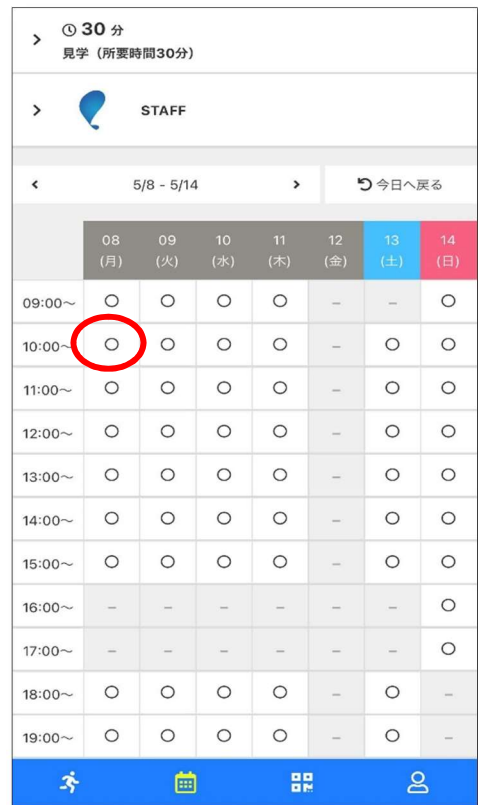 30 分
見学（所要時間30分）
STAFF
5/8 - 5/14 今日へ戻る
08 09 10 11 12 13 14
(月) (火) (水) (木) (金) (土) (日)
09:00～ ○ ○ ○ ○ － － ○
10:00～ ○ ○ ○ ○ － ○ ○
11:00～ ○ ○ ○ ○ － ○ ○
12:00～ ○ ○ ○ ○ － ○ ○
13:00～ ○ ○ ○ ○ － ○ ○
14:00～ ○ ○ ○ ○ － ○ ○
15:00～ ○ ○ ○ ○ － ○ ○
16:00～ － － － － － － ○
17:00～ － － － － － － ○
18:00～ ○ ○ ○ ○ － ○ －
19:00～ ○ ○ ○ ○ － ○ －